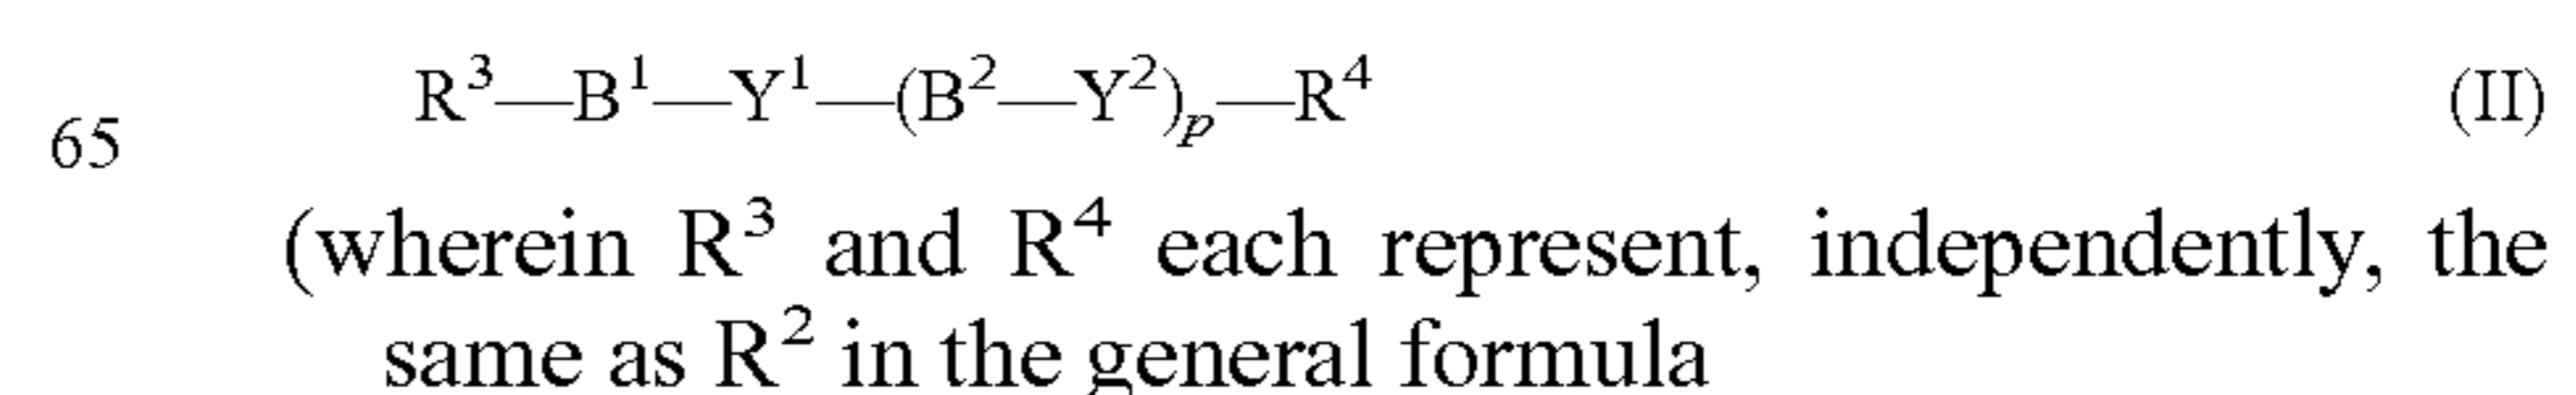 R³—B¹—Y¹—(B²—Y²)ₚ—R⁴ (II)
65
(wherein R³ and R⁴ each represent, independently, the
same as R² in the general formula